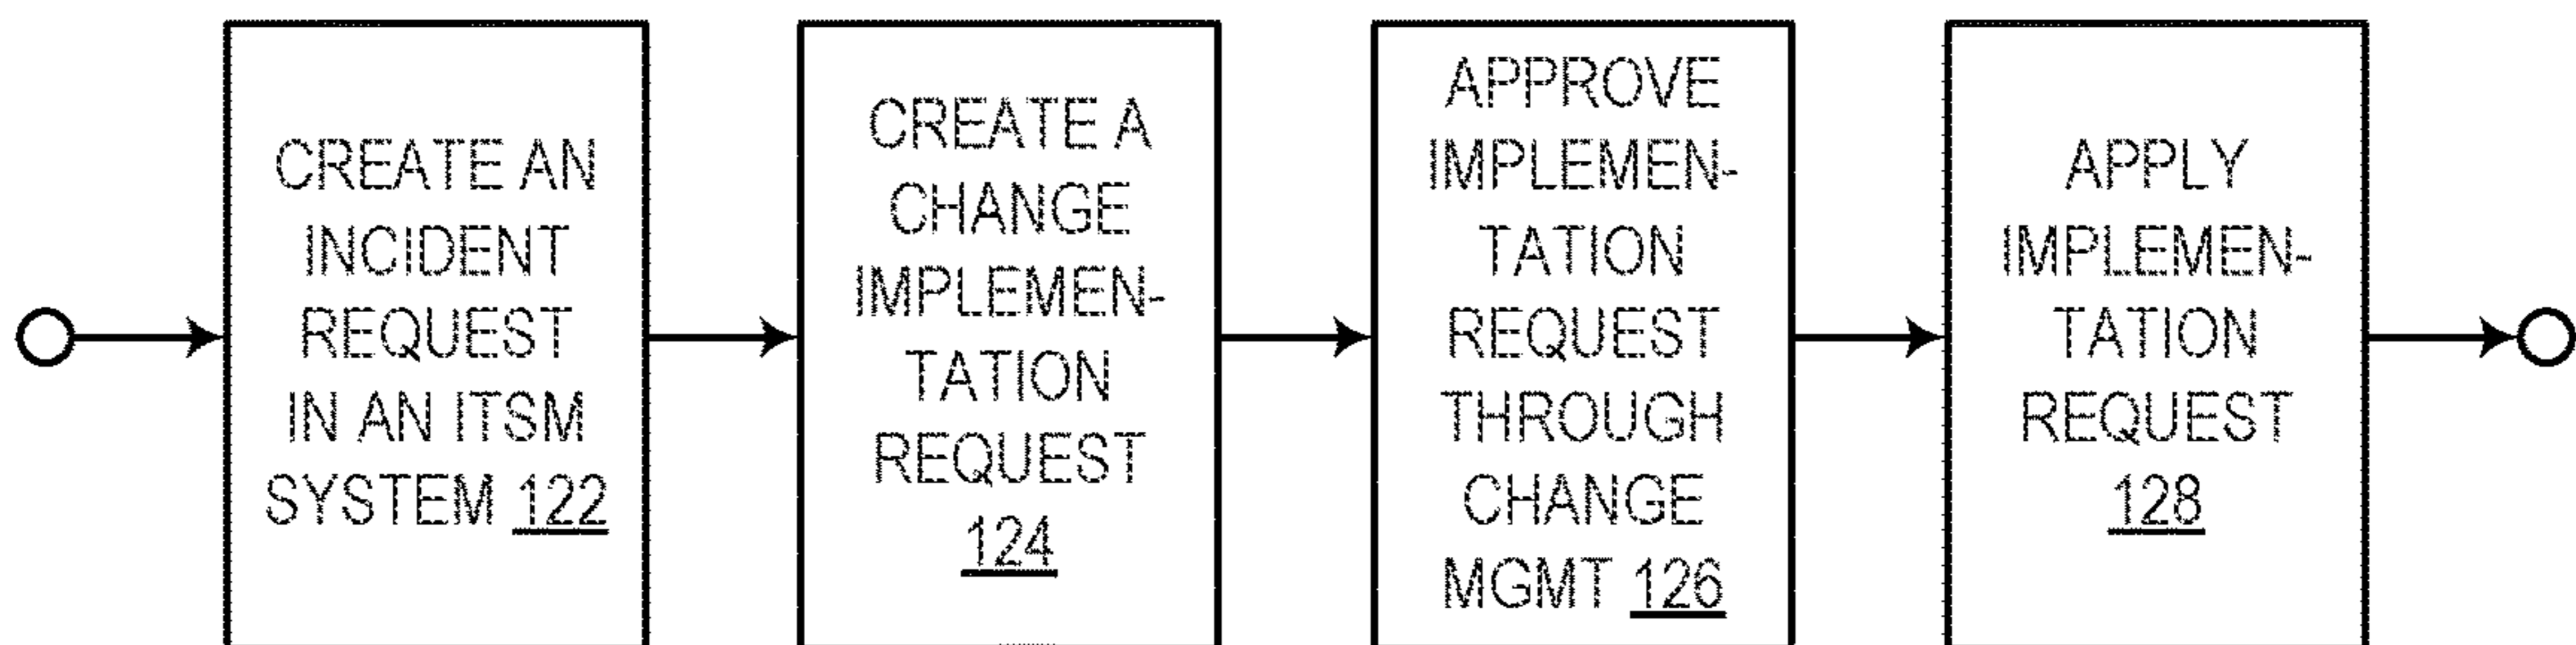 CREATE AN
INCIDENT
REQUEST
IN AN ITSM
SYSTEM 122
CREATE A
CHANGE
IMPLEMEN-
TATION
REQUEST
124
APPROVE
IMPLEMEN-
TATION
REQUEST
THROUGH
CHANGE
MGMT 126
APPLY
IMPLEMEN-
TATION
REQUEST
128